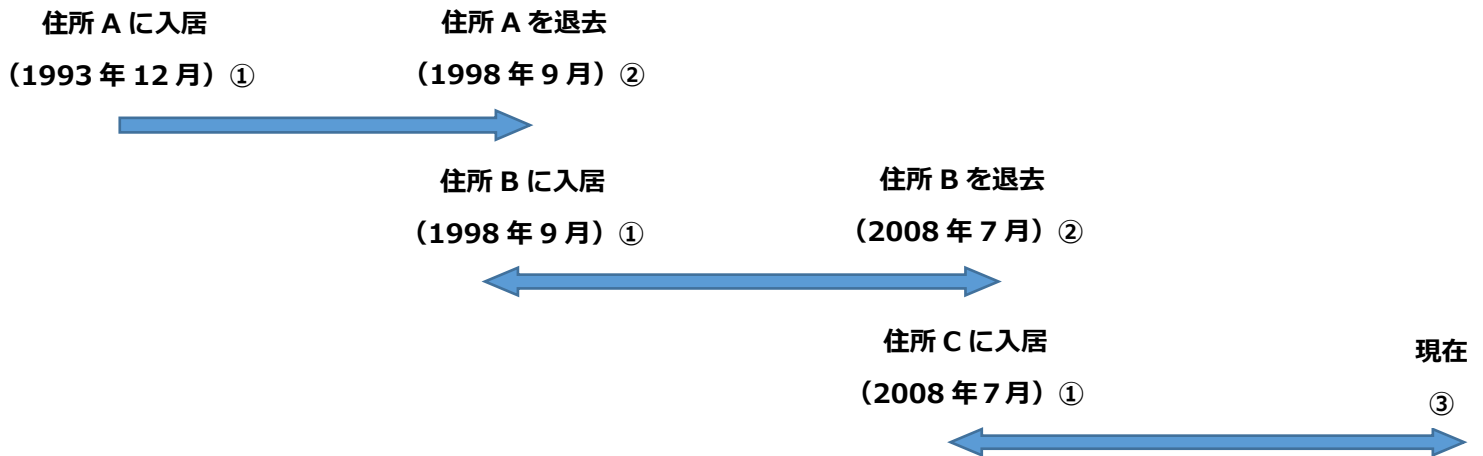 住所 A に入居
住所 A を退去
（1993 年 12 月）①
（1998 年 9 月）②
住所 B に入居
住所 B を退去
（1998 年 9 月）①
（2008 年 7 月）②
住所 C に入居
現在
（2008 年 7 月）①
③